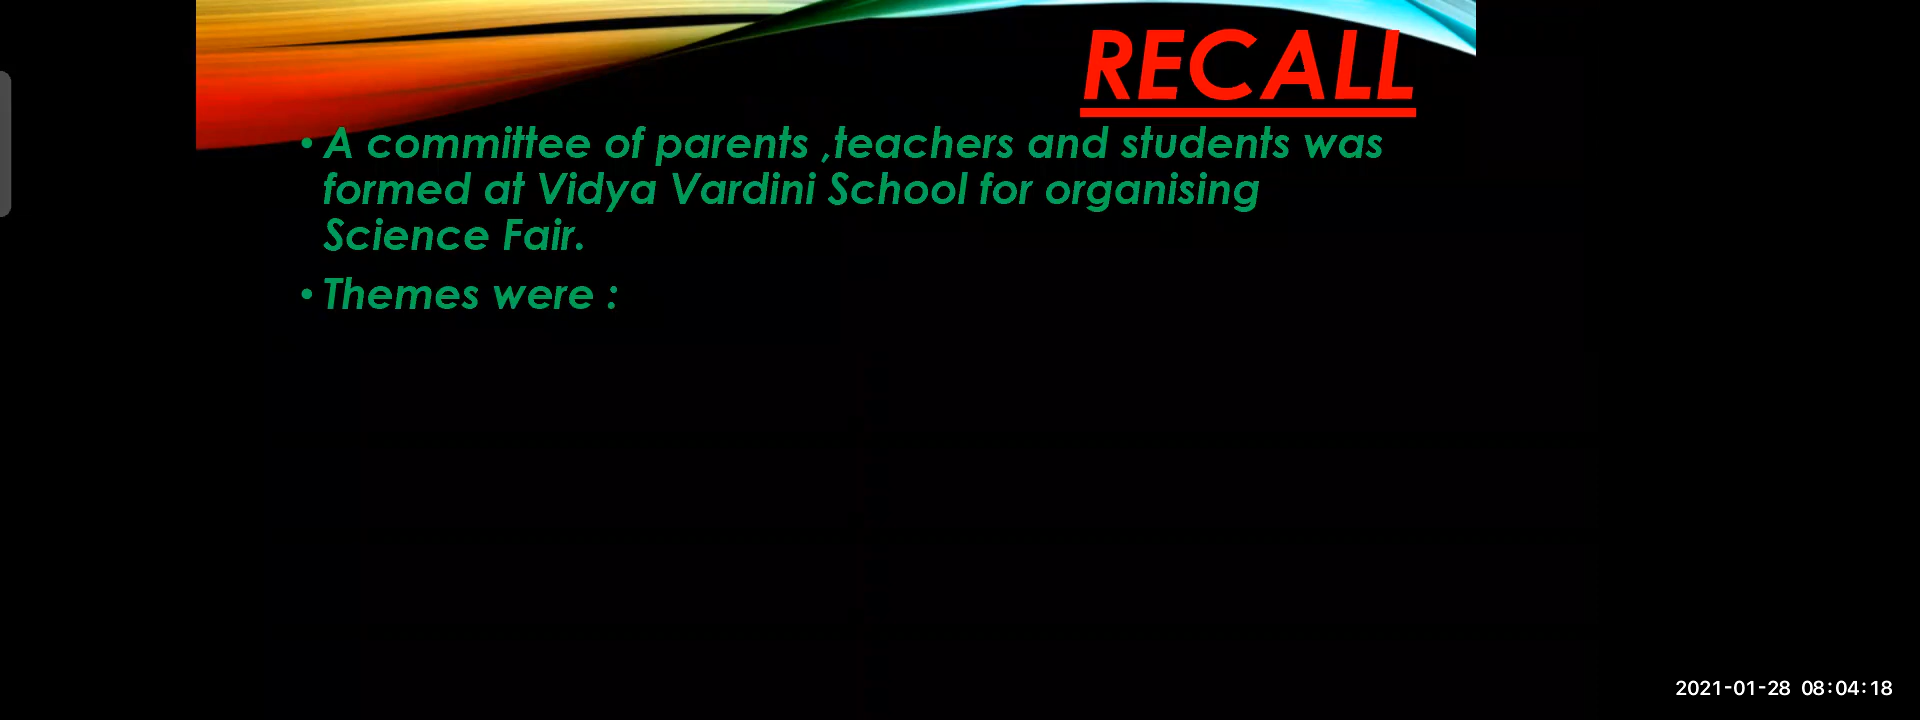 RECALL
• A committee of parents ,teachers and students was
formed at Vidya Vardini School for organising
Science Fair.
• Themes were :
2021-01-28 08:04:18